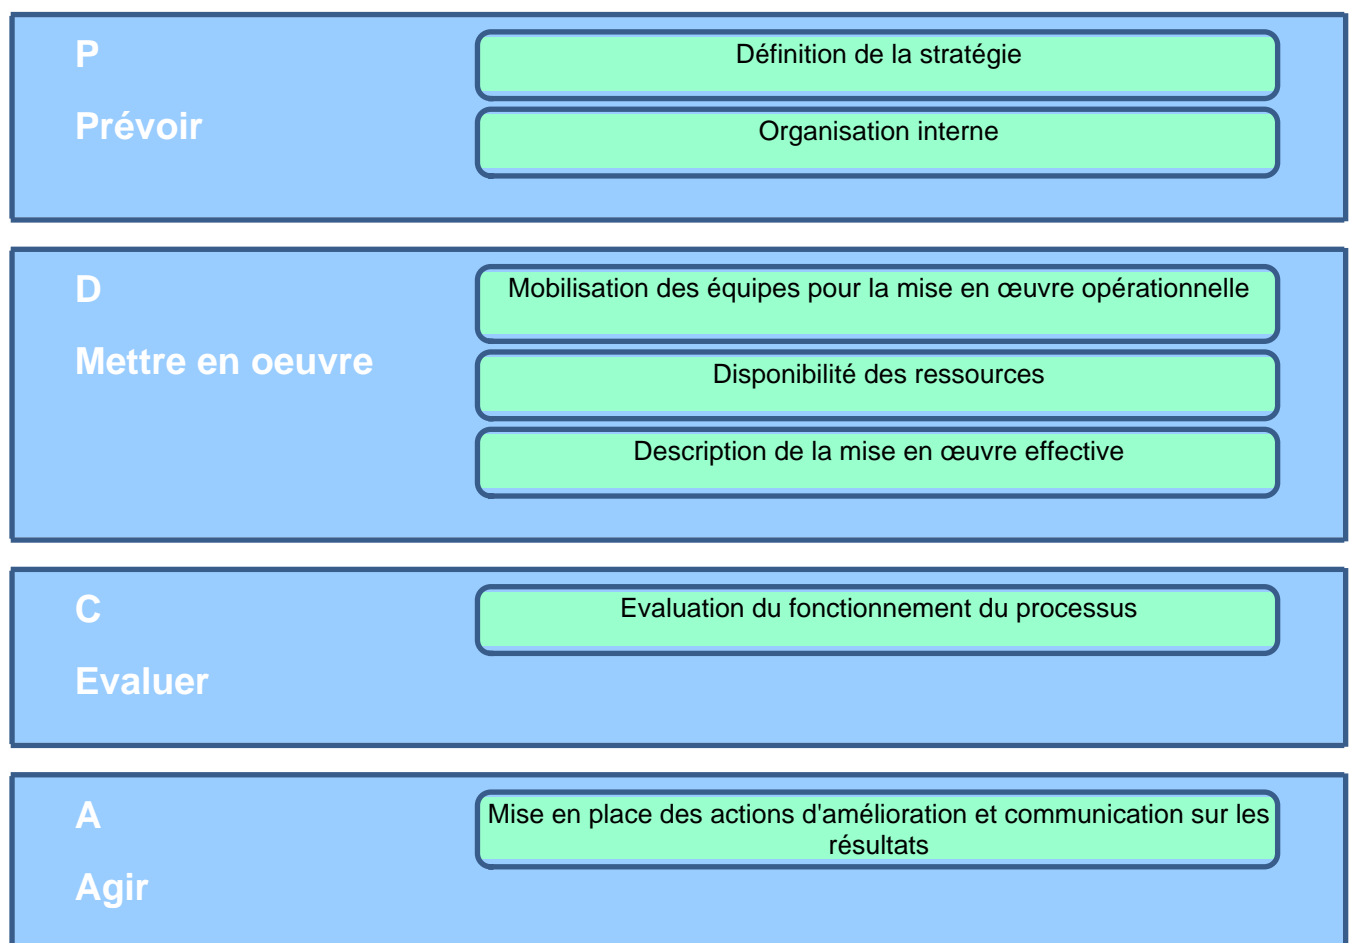 P
Définition de la stratégie
Prévoir
Organisation interne
D
Mobilisation des équipes pour la mise en œuvre opérationnelle
Mettre en oeuvre
Disponibilité des ressources
Description de la mise en œuvre effective
C
Evaluation du fonctionnement du processus
Evaluer
A
Mise en place des actions d'amélioration et communication sur les
résultats
Agir